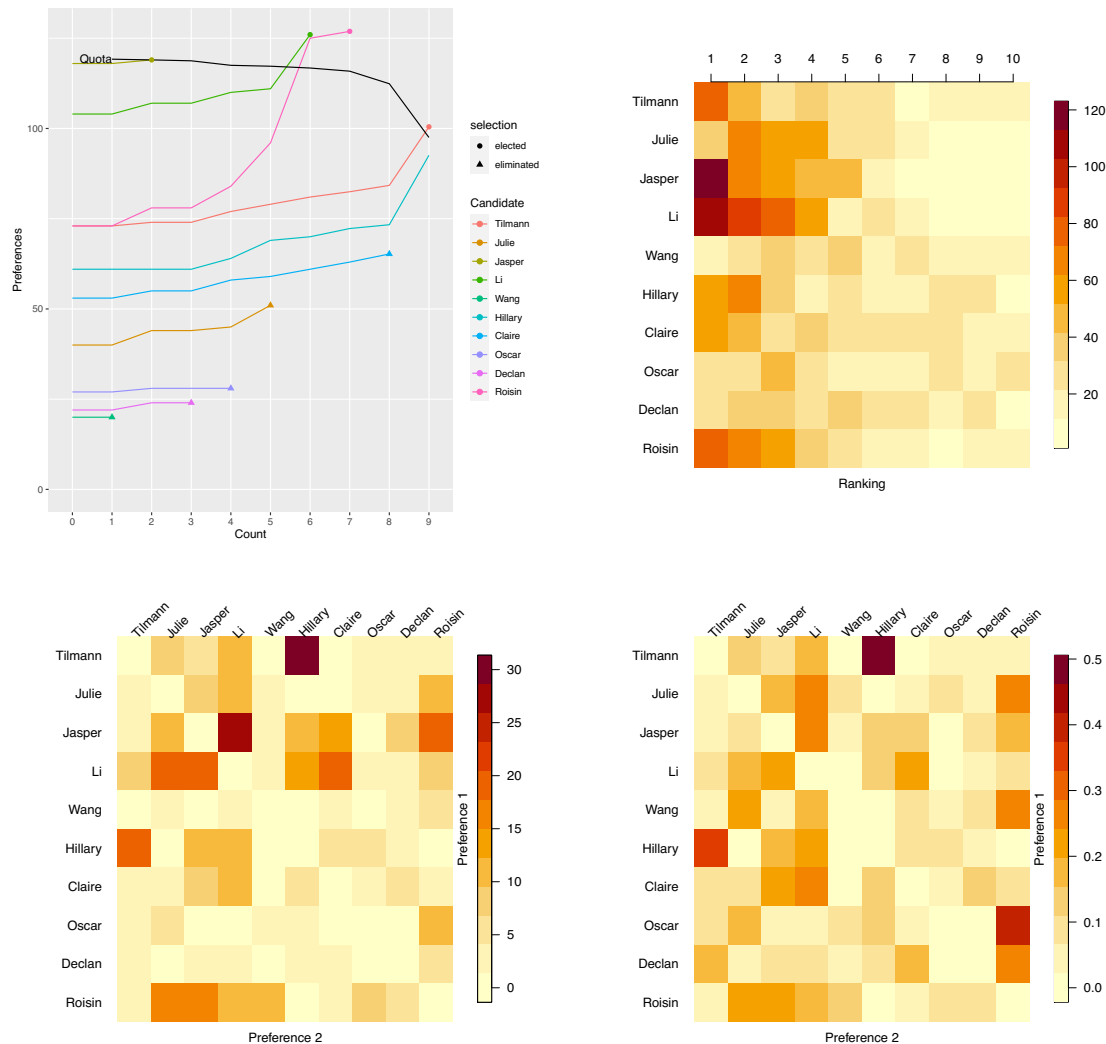 Quota
100
50
0
0 1 2 3 4 5 6 7 8 9
Count
Preferences
selection
elected
eliminated
Candidate
Tilmann
Julie
Jasper
Li
Wang
Hillary
Claire
Oscar
Declan
Roisin
1 2 3 4 5 6 7 8 9 10
Tilmann
Julie
Jasper
Li
Wang
Hillary
Claire
Oscar
Declan
Roisin
Ranking
120
100
80
60
40
20
Tilmann Julie Jasper Li Wang Hillary Claire Oscar Declan Roisin
Tilmann
Julie
Jasper
Li
Wang
Hillary
Claire
Oscar
Declan
Roisin
Preference 2
Preference 1
30
25
20
15
10
5
0
Tilmann Julie Jasper Li Wang Hillary Claire Oscar Declan Roisin
Tilmann
Julie
Jasper
Li
Wang
Hillary
Claire
Oscar
Declan
Roisin
Preference 2
Preference 1
0.5
0.4
0.3
0.2
0.1
0.0